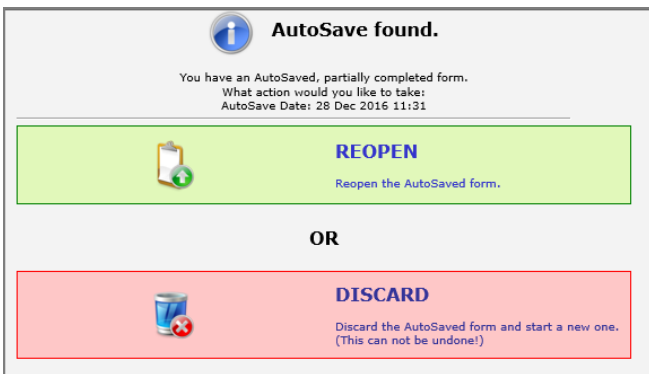 AutoSave found.
You have an AutoSaved, partially completed form.
What action would you like to take:
AutoSave Date: 28 Dec 2016 11:31
REOPEN
Reopen the AutoSaved form.
OR
DISCARD
Discard the AutoSaved form and start a new one.
(This can not be undone!)